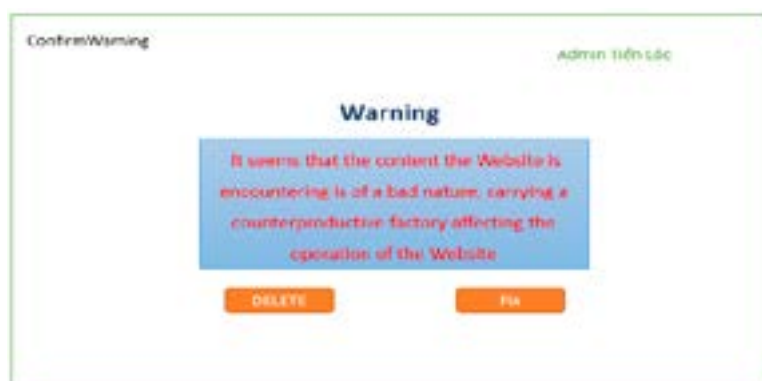 ConfirmWarning
Admin Tiến Lộc
Warning
It seems that the content the Website is
encountering is of a bad nature, carrying a
counterproductive factory affecting the
operation of the Website
DELETE
Fix